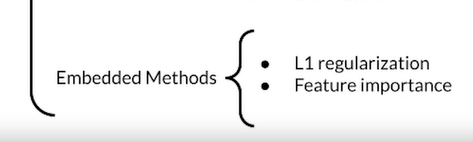 Embedded Methods
L1 regularization
Feature importance